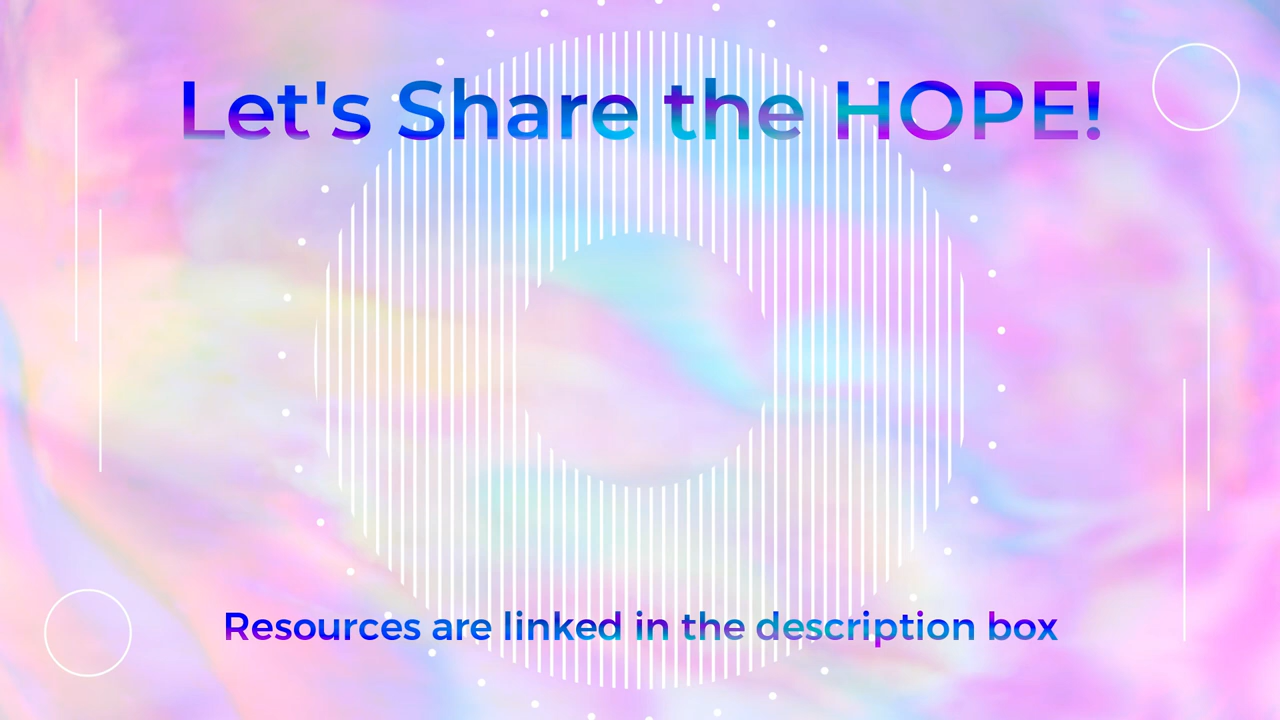 Let's Share the HOPE!
Resources are linked in the description box